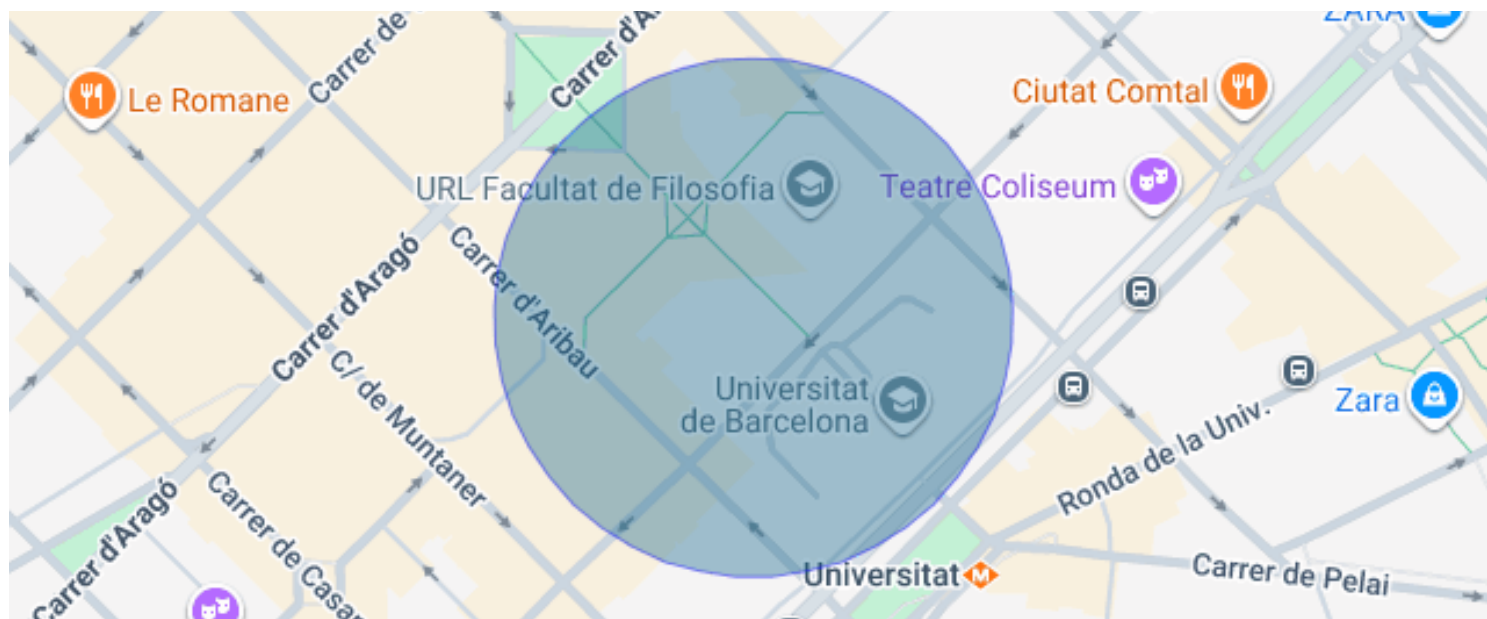 ZARA
Carrer de
Carrer d'A
Le Romane
Ciutat Comtal
URL Facultat de Filosofia
Teatre Coliseum
Carrer d'Aragó
Carrer d'Aribau
C/ de Muntaner
Universitat
de Barcelona
Zara
Ronda de la Univ.
Carrer d'Aragó
Carrer de Casan
Universitat
M
Carrer de Pelai